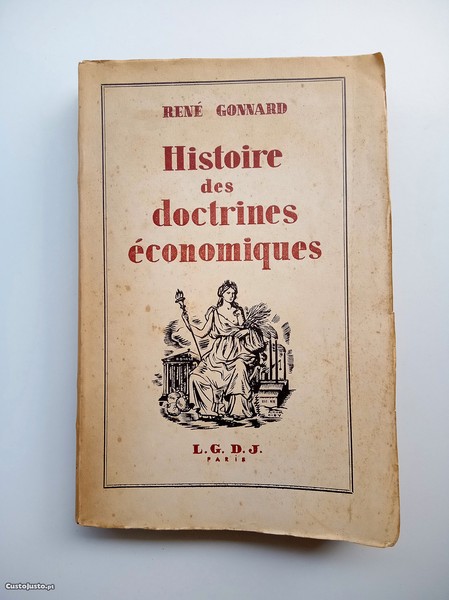 RENÉ GONNARD
Histoire
des
doctrines
économiques
L. G. D. J.
PARIS
CustoJusto.pt